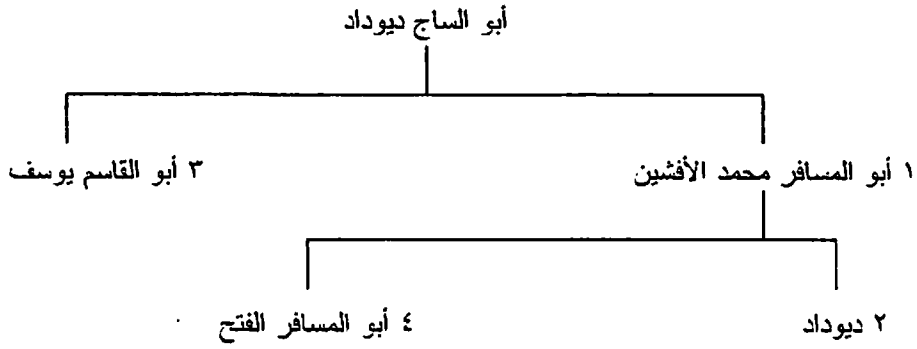 أبو الساج ديوداد
١ أبو المسافر محمد الأفشين
٣ أبو القاسم يوسف
٢ ديوداد
٤ أبو المسافر الفتح